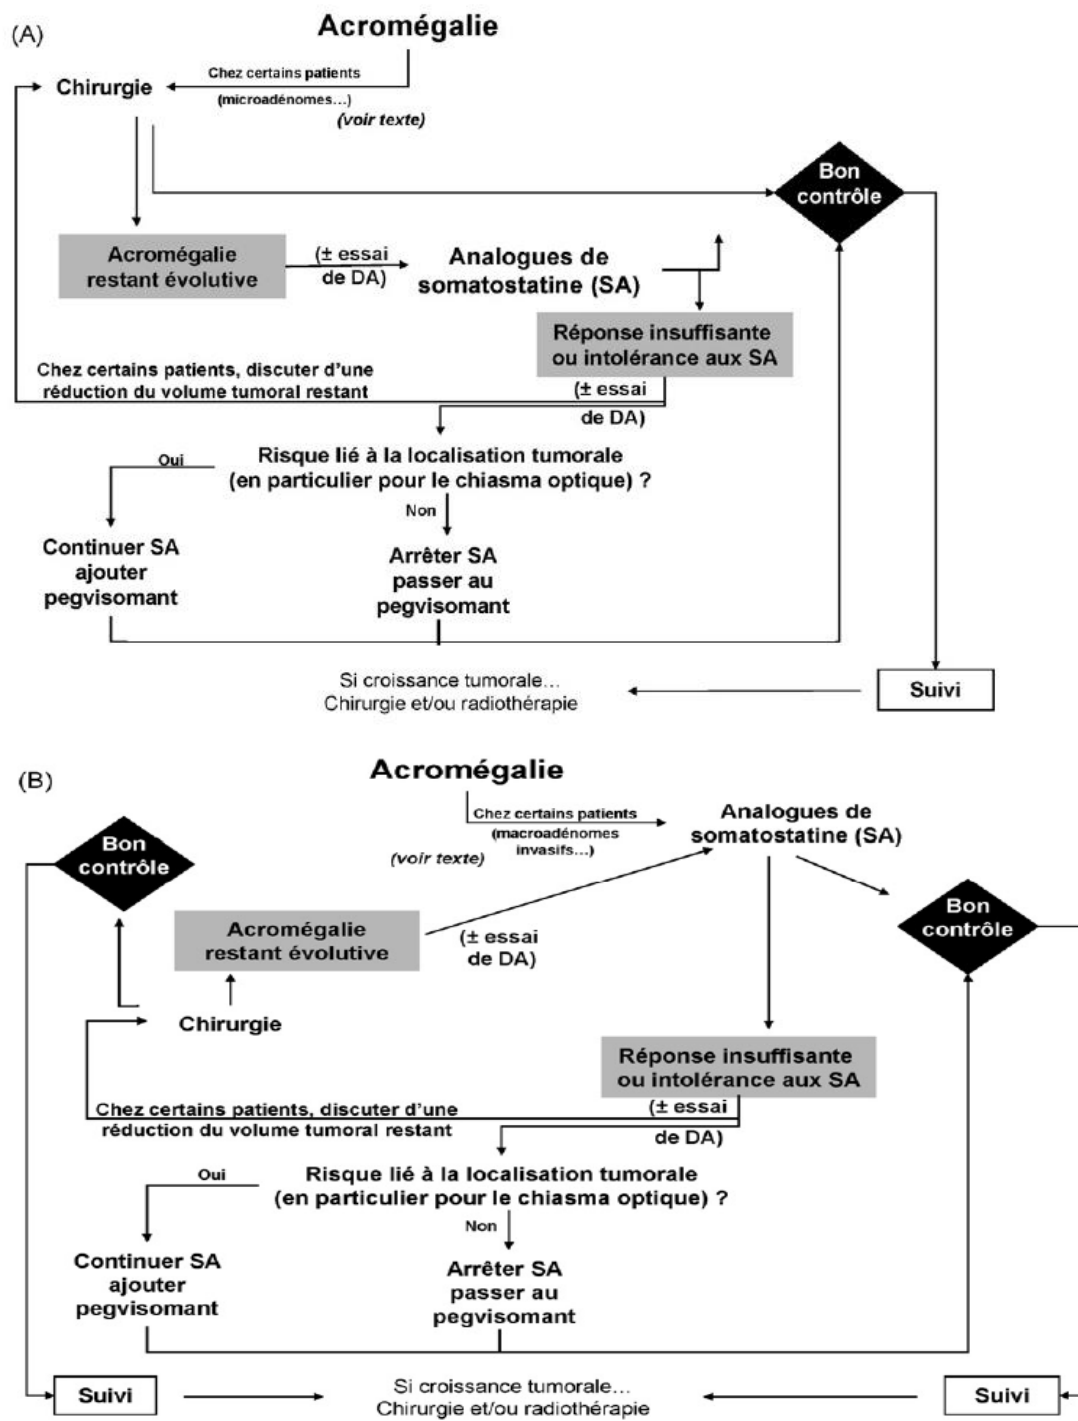 (A)
Acromégalie
Chez certains patients
Chirurgie
(microadénomes...)
(voir texte)
Bon
contrôle
Acromégalie
restant évolutive
(± essai
de DA)
Analogues de
somatostatine (SA)
Réponse insuffisante
ou intolérance aux SA
Chez certains patients, discuter d'une
réduction du volume tumoral restant
(± essai
de DA)
Oui
Risque lié à la localisation tumorale
(en particulier pour le chiasma optique) ?
Non
Continuer SA
ajouter
pegvisomant
Arrêter SA
passer au
pegvisomant
Si croissance tumorale...
Chirurgie et/ou radiothérapie
Suivi
(B)
Acromégalie
Chez certains patients
(macroadénomes
invasifs...)
(voir texte)
Analogues de
somatostatine (SA)
Bon
contrôle
Acromégalie
restant évolutive
(± essai
de DA)
Bon
contrôle
Chirurgie
Réponse insuffisante
ou intolérance aux SA
Chez certains patients, discuter d'une
réduction du volume tumoral restant
(± essai
de DA)
Oui
Risque lié à la localisation tumorale
(en particulier pour le chiasma optique) ?
Non
Continuer SA
ajouter
pegvisomant
Arrêter SA
passer au
pegvisomant
Suivi
Si croissance tumorale...
Chirurgie et/ou radiothérapie
Suivi